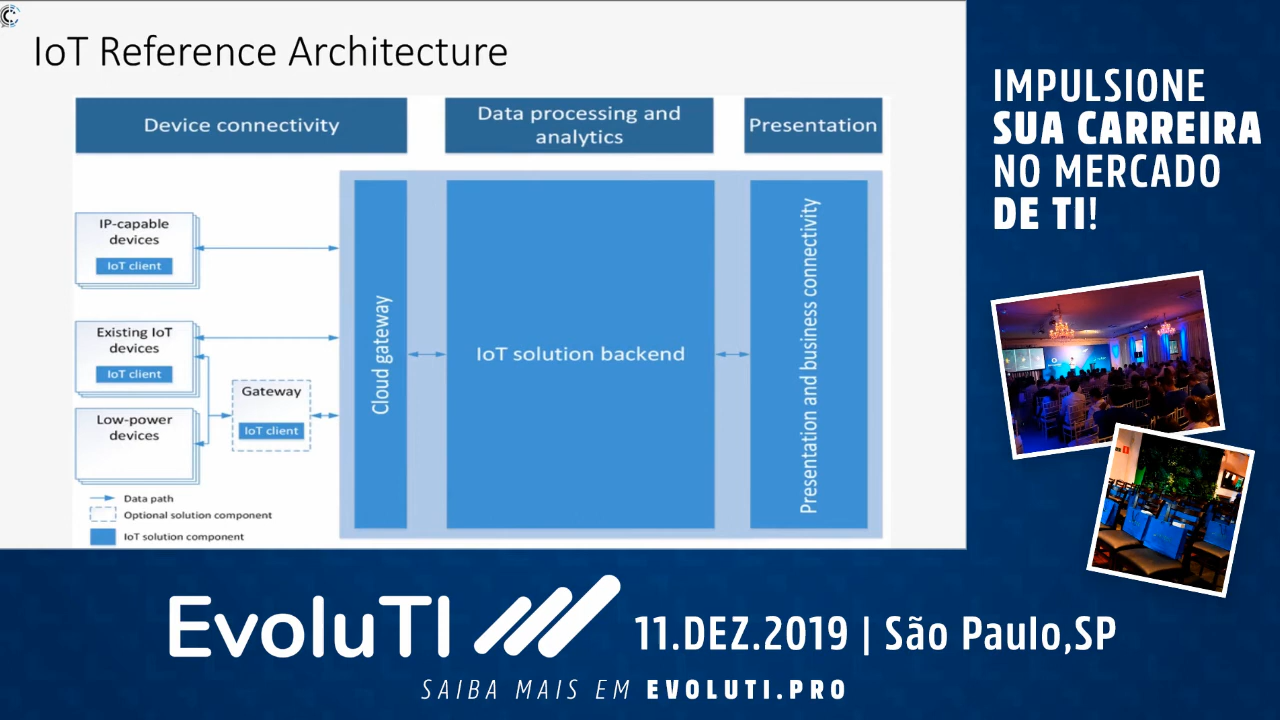 IoT Reference Architecture
Device connectivity
Data processing and
analytics
Presentation
IP-capable
devices
IoT client
Existing IoT
devices
IoT client
Low-power
devices
Gateway
IoT client
Cloud gateway
IoT solution backend
Presentation and business connectivity
Data path
Optional solution component
IoT solution component
IMPULSIONE
SUA CARREIRA
NO MERCADO
DE TI!
EvoluTI
11.DEZ.2019 | São Paulo,SP
SAIBA MAIS EM EVOLUTI.PRO